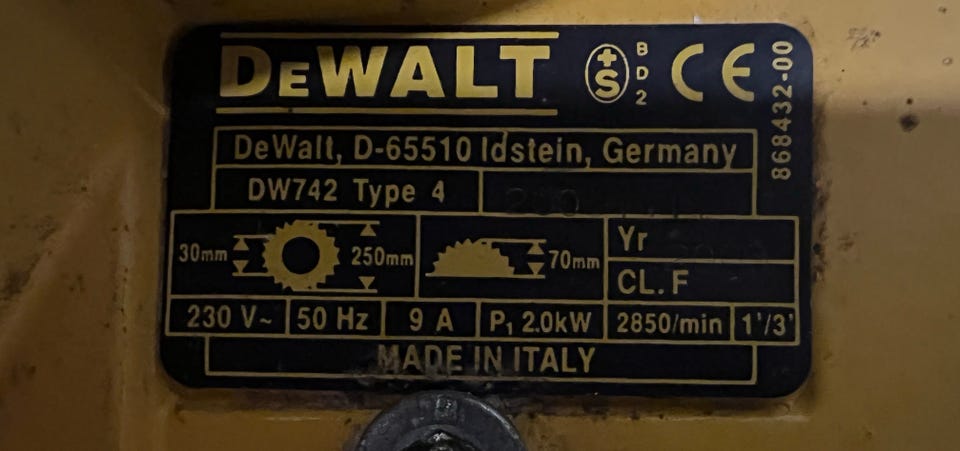 DeWALT
+S
BD2
CE
868432-00
DeWalt, D-65510 Idstein, Germany
DW742 Type 4
30mm 250mm 70mm
Yr
CL. F
230 V~ 50 Hz 9 A P₁ 2.0kW 2850/min 1'/3'
MADE IN ITALY